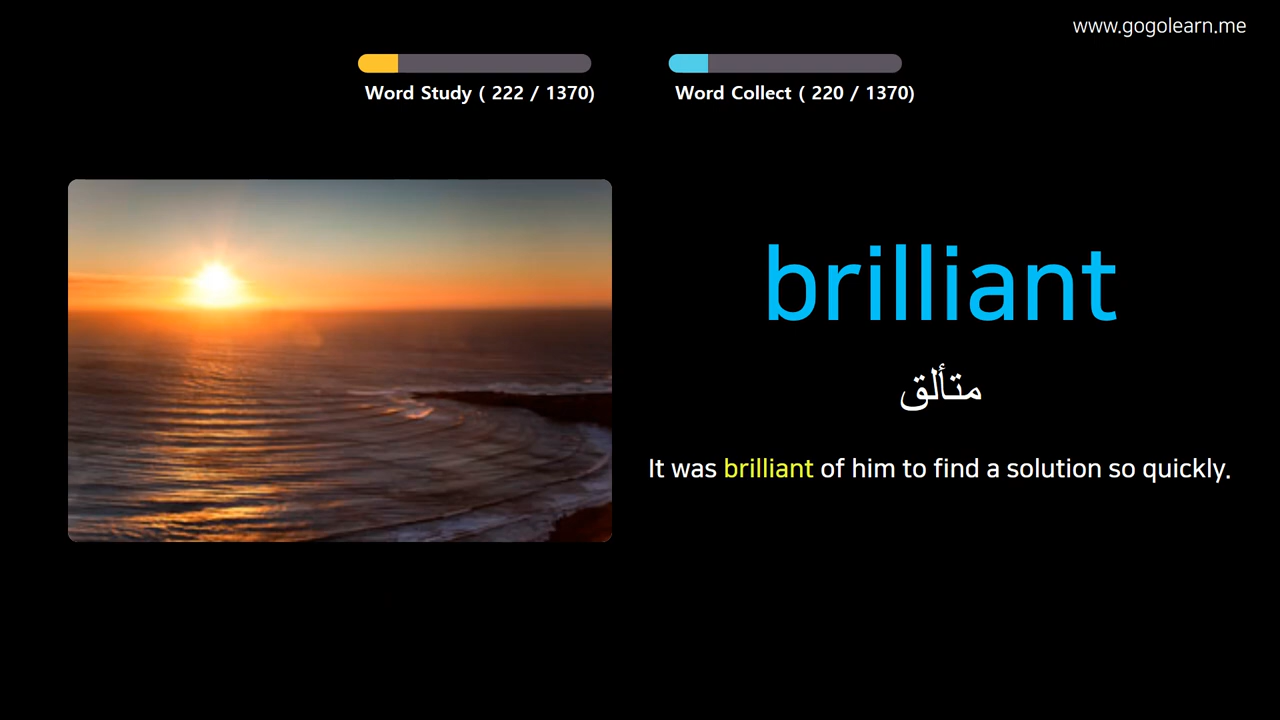 www.gogolearn.me
Word Study ( 222 / 1370)
Word Collect ( 220 / 1370)
brilliant
متألق
It was brilliant of him to find a solution so quickly.